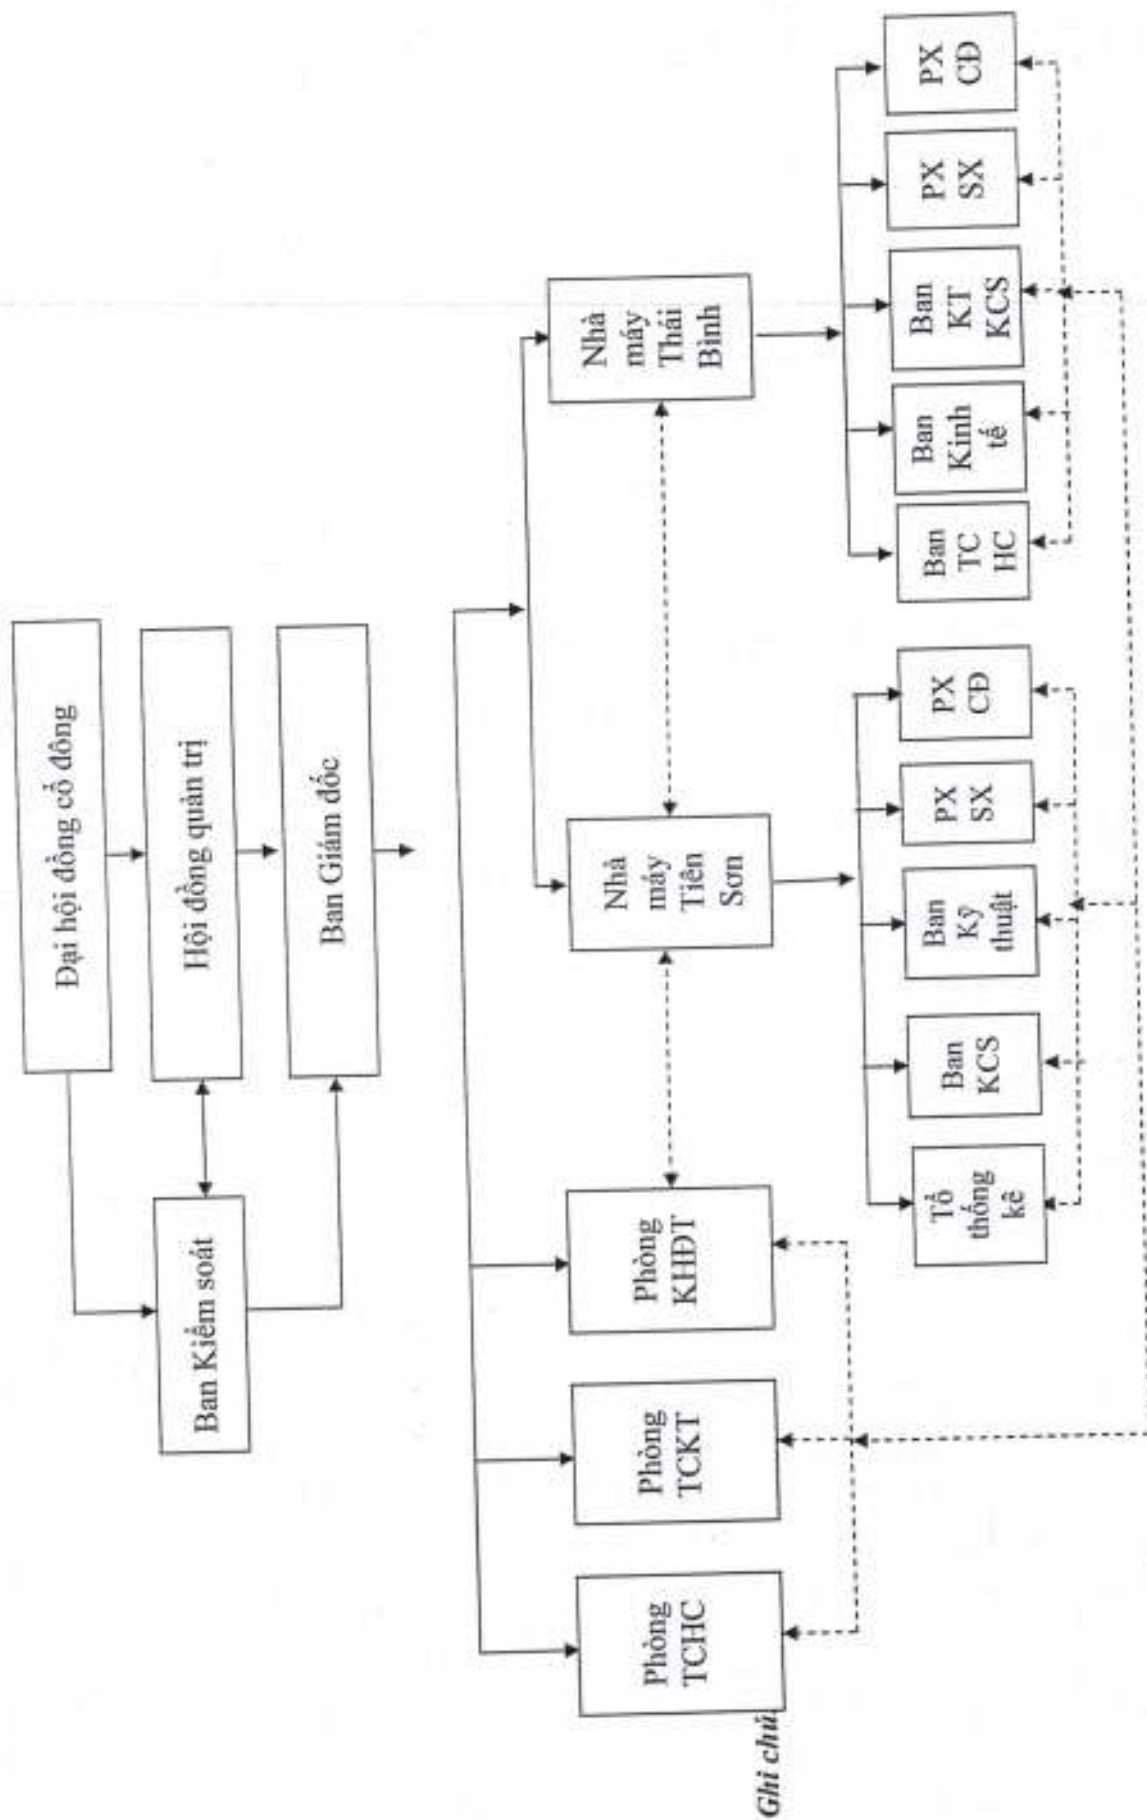 Đại hội đồng cổ đông
Hội đồng quản trị
Ban Kiểm soát
Ban Giám đốc
Phòng
TCHC
Phòng
TCKT
Phòng
KHĐT
Nhà
máy
Tiên
Sơn
Nhà
máy
Thái
Bình
Ghi chú:
Tổ
thống
kê
Ban
KCS
Ban
Kỹ
thuật
PX
SX
PX
CĐ
Ban
TC
HC
Ban
Kinh
tế
Ban
KT
KCS
PX
SX
PX
CĐ